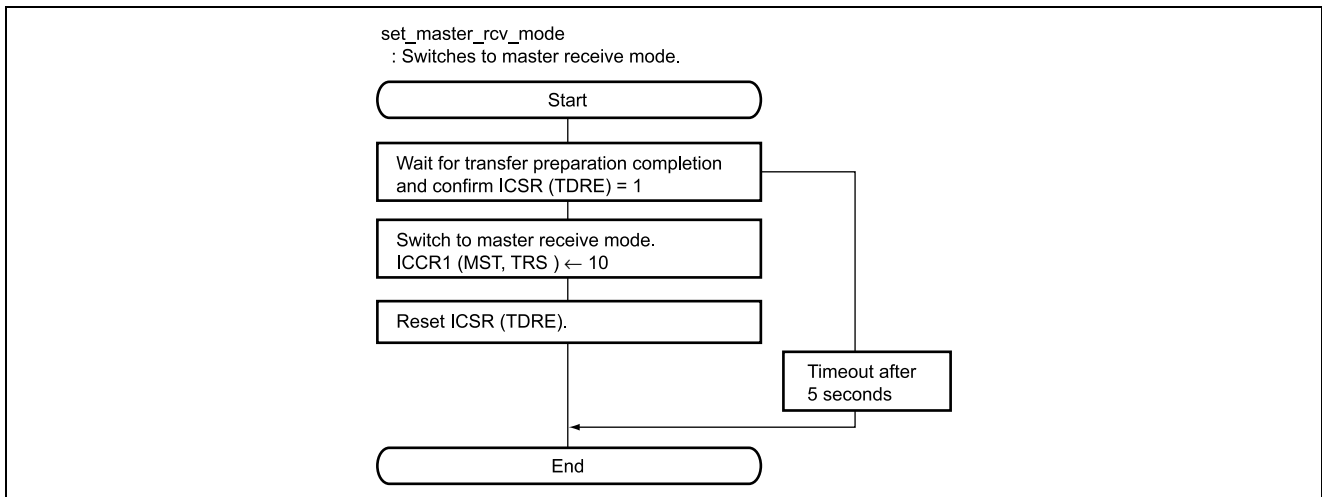 set_master_rcv_mode
: Switches to master receive mode.
Start
Wait for transfer preparation completion
and confirm ICSR (TDRE) = 1
Switch to master receive mode.
ICCR1 (MST, TRS ) ← 10
Reset ICSR (TDRE).
Timeout after
5 seconds
End